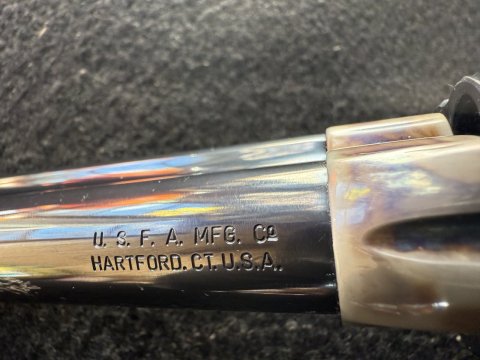 U. S. F. A. MFG. Co
HARTFORD. CT. U.S.A.